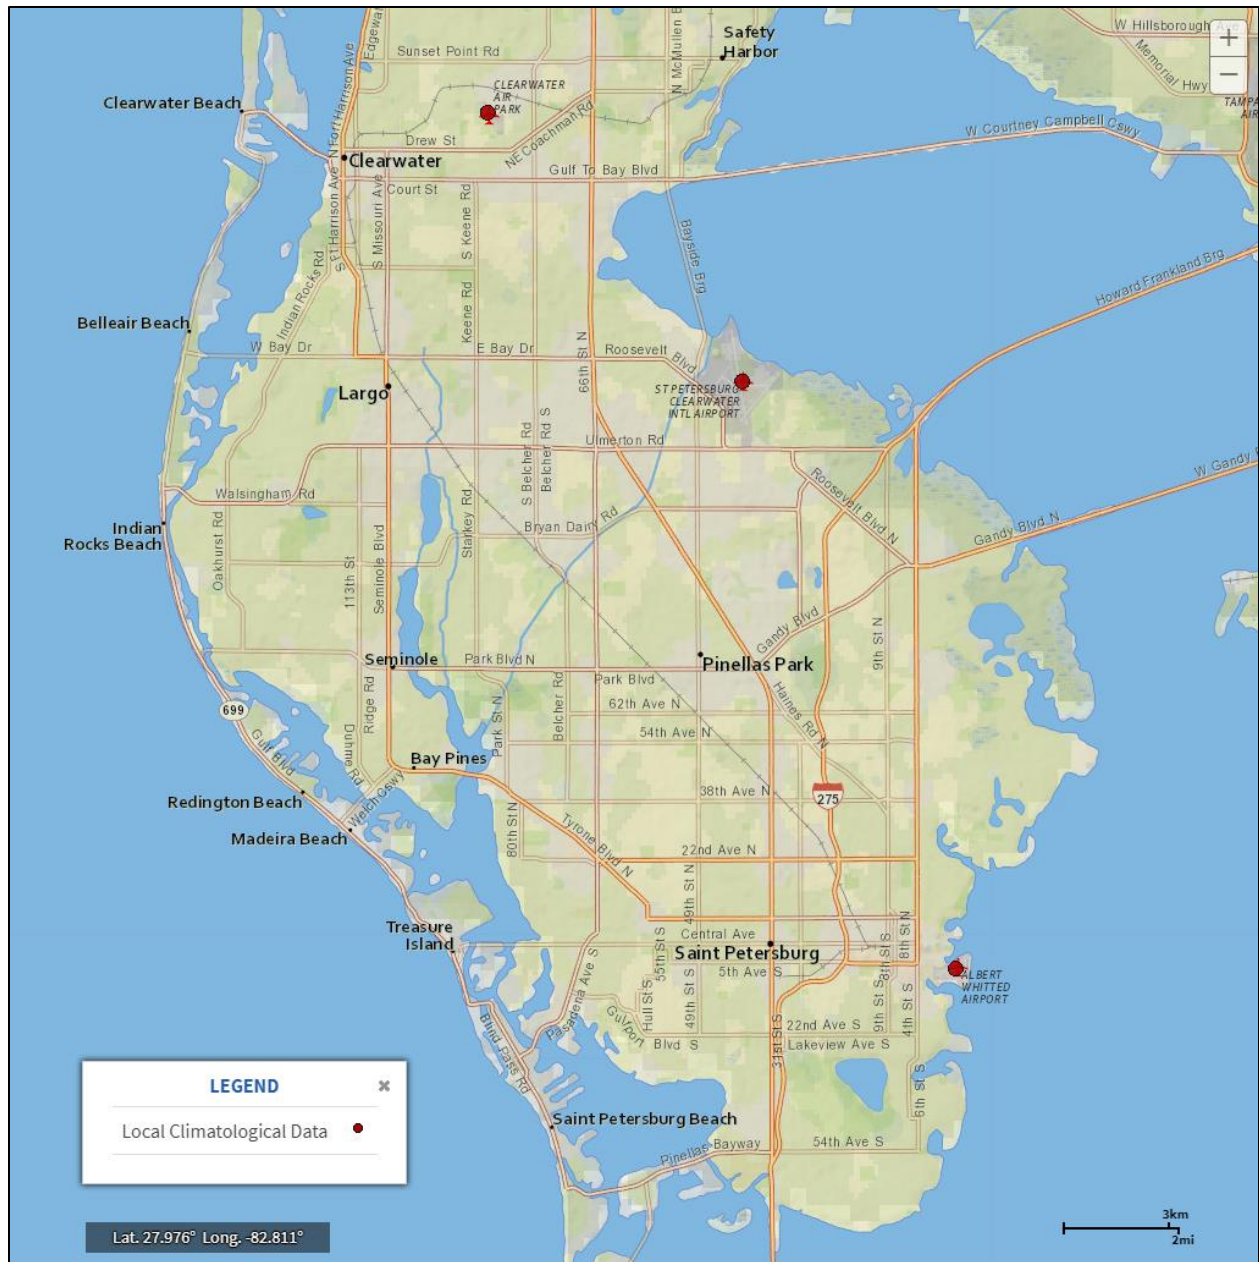 W Hillsborough Ave
Memorial Hwy
TAMPA
+
−
Safety
Harbor
N McMullen B
Edgewa
Sunset Point Rd
CLEARWATER
AIR
PARK
Clearwater Beach
N Fort Harrison Ave
W Courtney Campbell Cswy
Drew St
NE Coachman Rd
Clearwater
Gulf To Bay Blvd
Court St
S Ft Harrison Ave
S Missouri Ave
S Keene Rd
Bayside Brg
Howard Frankland Brg
Indian Rocks Rd
Keene Rd
Belleair Beach
W Bay Dr
E Bay Dr
66th St N
Roosevelt Blvd
Largo
ST PETERSBURG
CLEARWATER
INTL AIRPORT
Ulmerton Rd
S Belcher Rd
Belcher Rd S
Walsingham Rd
Starkey Rd
Roosevelt Blvd N
W Gandy
Indian
Rocks Beach
Bryan Dairy Rd
Gandy Blvd N
Oakhurst Rd
113th St
Seminole Blvd
Gandy Blvd
9th St N
Seminole
Park Blvd N
Pinellas Park
Park Blvd
Ridge Rd
Belcher Rd
62th Ave N
Haines Rd N
699
Park St N
54th Ave N
Gulf Blvd
Duhme Rd
Bay Pines
Welch Cswy
Redington Beach
38th Ave N
275
Madeira Beach
80th St N
Tyrone Blvd N
22nd Ave N
49th St N
Treasure
Island
Central Ave
8th St N
Saint Petersburg
55th St S
5th Ave S
8th St S
ALBERT
WHITTED
AIRPORT
Pasadena Ave S
Hull St S
49th St S
9th St S
4th St S
Gulfport
Blvd S
31st St S
22nd Ave S
Lakeview Ave S
Blind Pass Rd
6th St S
LEGEND
✖
Local Climatological Data
Saint Petersburg Beach
Pinellas Bayway
54th Ave S
Lat. 27.976° Long. -82.811°
3km
2mi